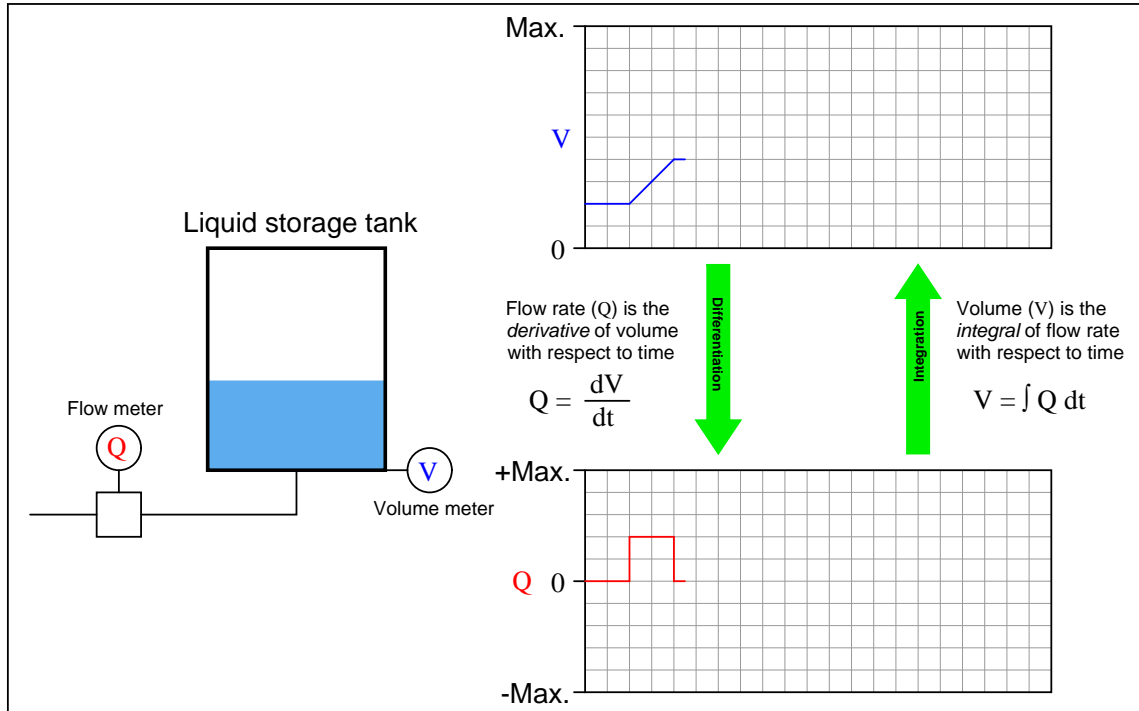 Max.
V
0
Liquid storage tank
Flow meter
Q
V
Volume meter
Flow rate (Q) is the
derivative of volume
with respect to time
Q = dV/dt
Differentiation
Integration
Volume (V) is the
integral of flow rate
with respect to time
V = ∫ Q dt
+Max.
Q 0
-Max.